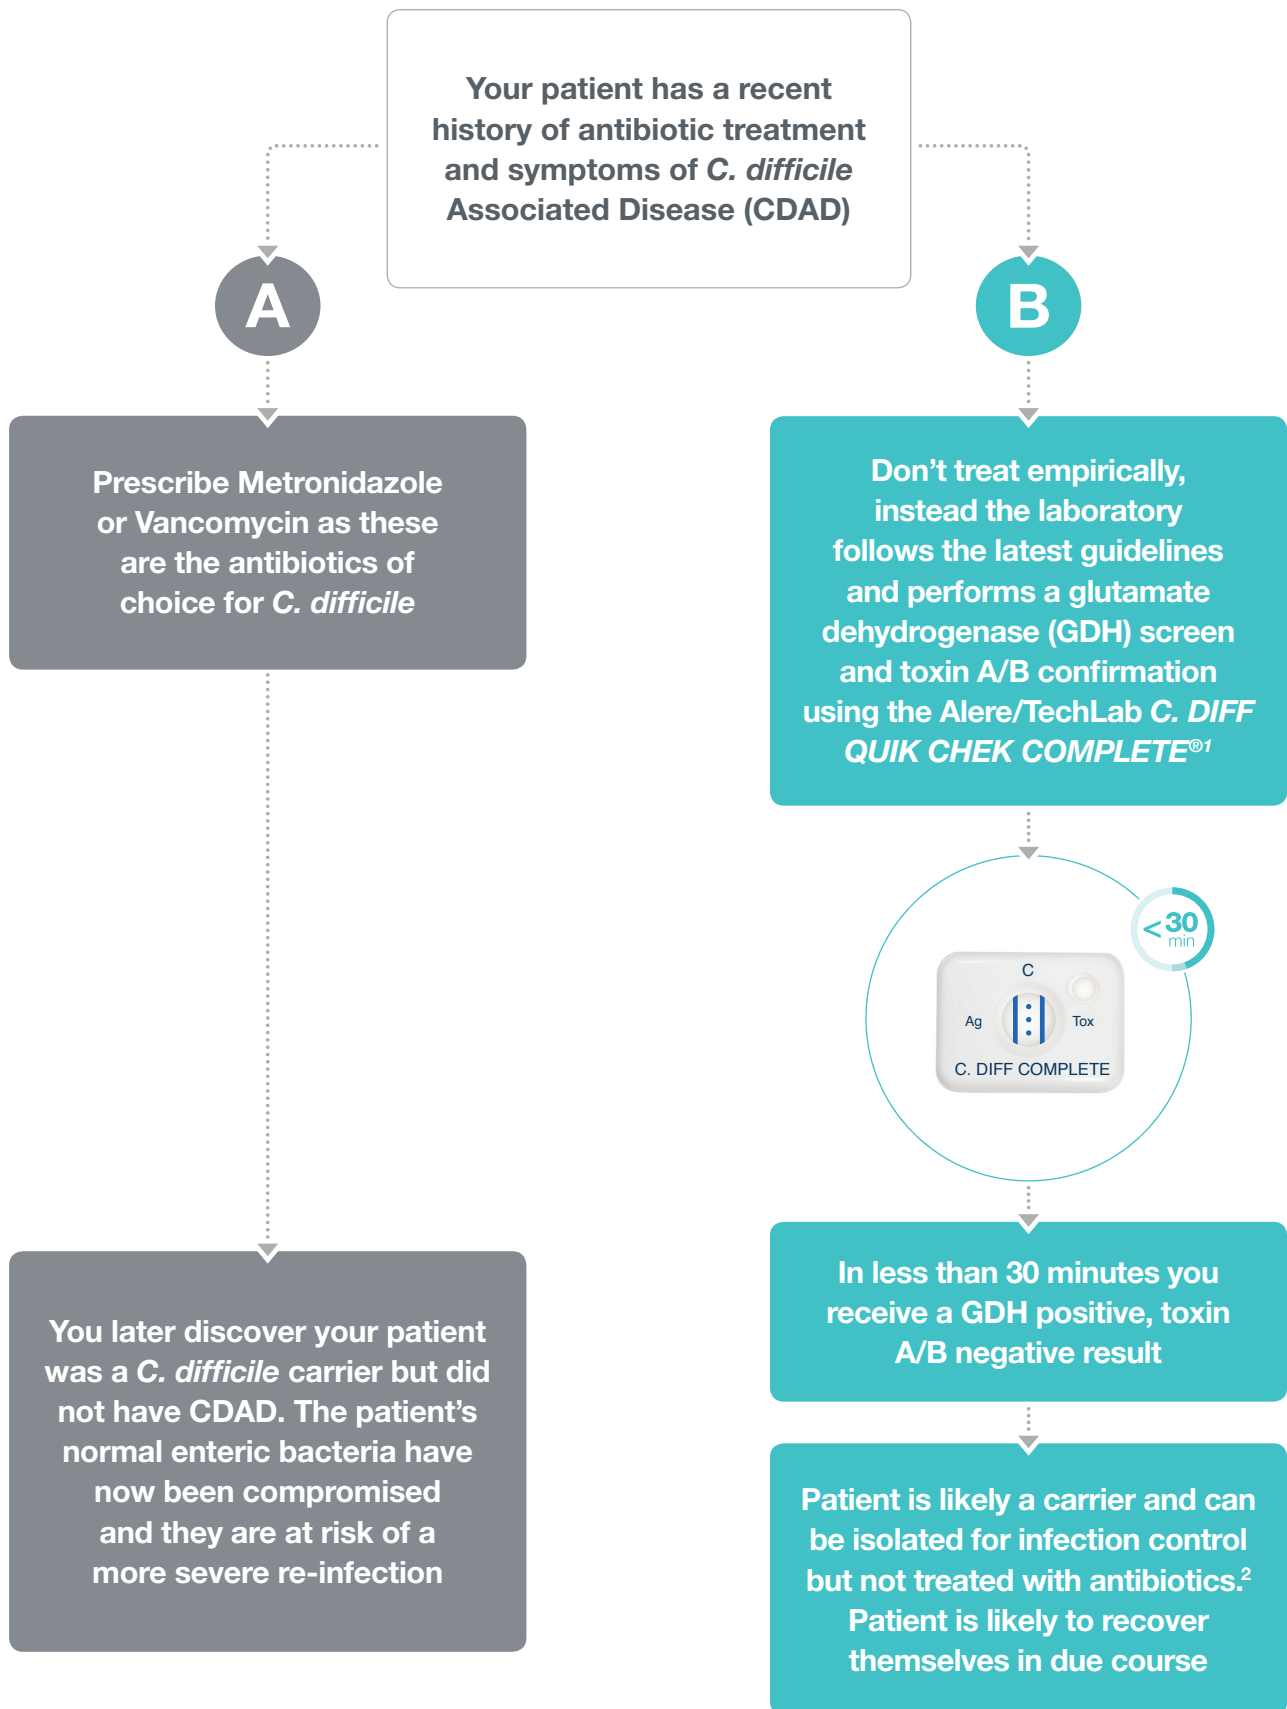 Your patient has a recent
history of antibiotic treatment
and symptoms of C. difficile
Associated Disease (CDAD)
A
Prescribe Metronidazole
or Vancomycin as these
are the antibiotics of
choice for C. difficile
You later discover your patient
was a C. difficile carrier but did
not have CDAD. The patient’s
normal enteric bacteria have
now been compromised
and they are at risk of a
more severe re-infection
B
Don’t treat empirically,
instead the laboratory
follows the latest guidelines
and performs a glutamate
dehydrogenase (GDH) screen
and toxin A/B confirmation
using the Alere/TechLab C. DIFF
QUIK CHEK COMPLETE®1
< 30
min
C
Ag Tox
C. DIFF COMPLETE
In less than 30 minutes you
receive a GDH positive, toxin
A/B negative result
Patient is likely a carrier and can
be isolated for infection control
but not treated with antibiotics.2
Patient is likely to recover
themselves in due course